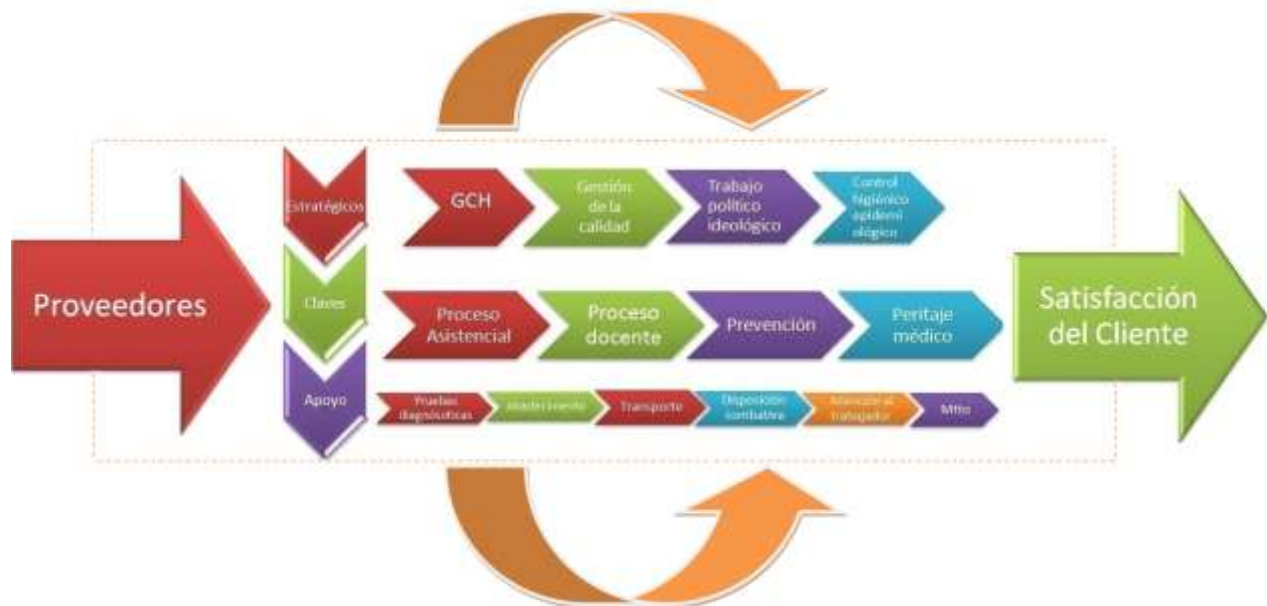 Proveedores
Estratégicos
GCH
Gestión
de la
calidad
Trabajo
político
ideológico
Control
higiénico
epidemi
ológico
Claves
Proceso
Asistencial
Proceso
docente
Prevención
Peritaje
médico
Apoyo
Pruebas
diagnósticas
Transporte
Disposición
combativa
Atención al
trabajador
Mtto
Satisfacción
del Cliente